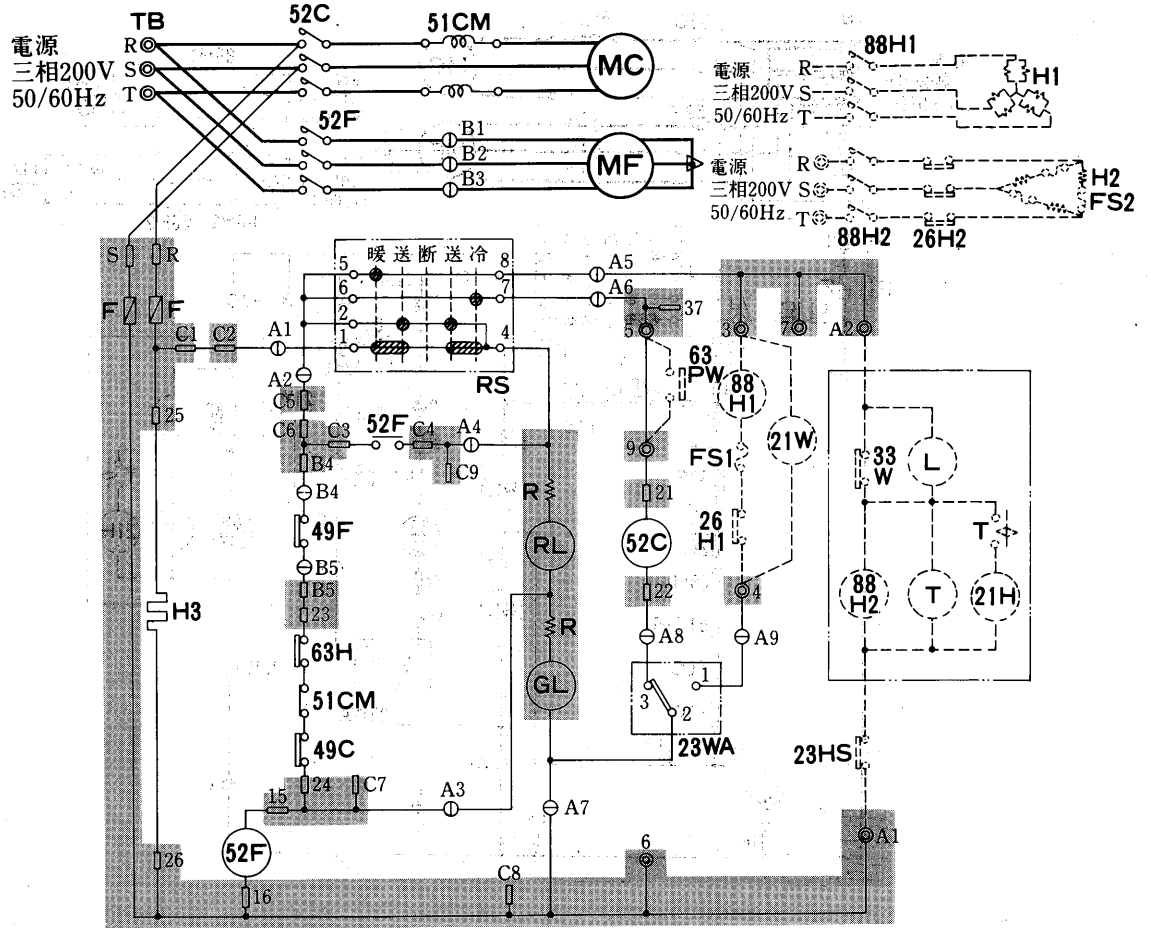 TB
52C
51CM
電源
三相200V
50/60Hz
R
S
T
MC
52F
B1
B2
B3
MF
電源
三相200V
50/60Hz
R
S
T
88H1
H1
電源
三相200V
50/60Hz
R
S
T
88H2
26H2
H2
FS2
S
R
F
F
C1
C2
A1
暖 送 断 送 冷
5
6
2
1
8
7
4
RS
A5
A6
37
5
3
7
A2
A2
C5
C6
C3
52F
C4
A4
C9
B4
B4
49F
B5
B5
23
63H
51CM
49C
24
C7
15
A3
52F
16
25
H3
26
R
RL
R
GL
A7
C8
63
PW
9
21
52C
22
A8
88
H1
FS1
26
H1
21W
4
A9
3
2
1
23WA
33
W
L
T
88
H2
T
21H
23HS
A1
6